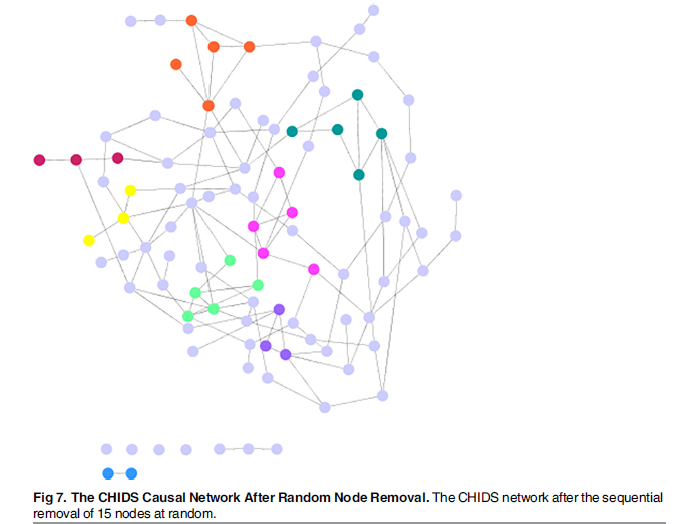 Fig 7. The CHIDS Causal Network After Random Node Removal. The CHIDS network after the sequential
removal of 15 nodes at random.